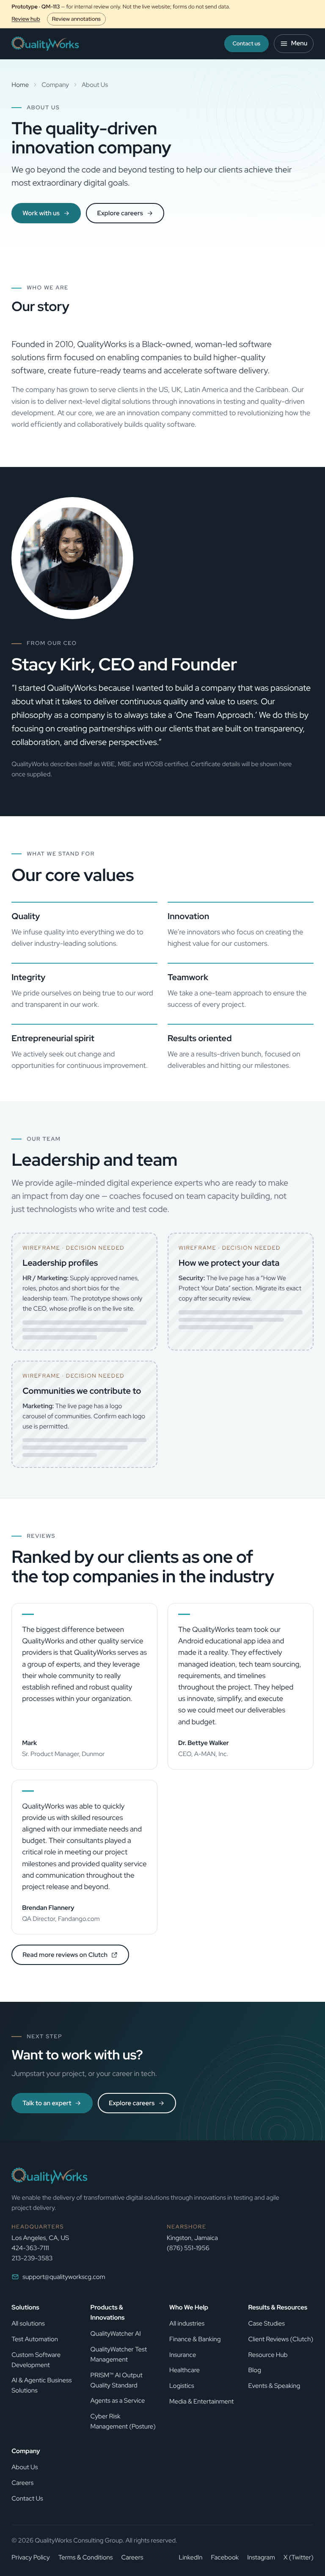 Prototype · QM-113 – for internal review only. Not the live website; forms do not send data.
Review hub
Review annotations
QualityWorks
Contact us
Menu
Home
Company
About Us
ABOUT US
The quality-driven
innovation company
We go beyond the code and beyond testing to help our clients achieve their
most extraordinary digital goals.
Work with us
Explore careers
WHO WE ARE
Our story
Founded in 2010, QualityWorks is a Black-owned, woman-led software
solutions firm focused on enabling companies to build higher-quality
software, create future-ready teams and accelerate software delivery.
The company has grown to serve clients in the US, UK, Latin America and the Caribbean. Our
vision is to deliver next-level digital solutions through innovations in testing and quality-driven
development. At our core, we are an innovation company committed to revolutionizing how the
world efficiently and collaboratively builds quality software.
FROM OUR CEO
Stacy Kirk, CEO and Founder
“I started QualityWorks because I wanted to build a company that was passionate
about what it takes to deliver continuous quality and value to users. Our
philosophy as a company is to always take a 'One Team Approach.' We do this by
focusing on creating partnerships with our clients that are built on transparency,
collaboration, and diverse perspectives.”
QualityWorks describes itself as WBE, MBE and WOSB certified. Certificate details will be shown here
once supplied.
WHAT WE STAND FOR
Our core values
Quality
We infuse quality into everything we do to
deliver industry-leading solutions.
Innovation
We're innovators who focus on creating the
highest value for our customers.
Integrity
We pride ourselves on being true to our word
and transparent in our work.
Teamwork
We take a one-team approach to ensure the
success of every project.
Entrepreneurial spirit
We actively seek out change and
opportunities for continuous improvement.
Results oriented
We are a results-driven bunch, focused on
deliverables and hitting our milestones.
OUR TEAM
Leadership and team
We provide agile-minded digital experience experts who are ready to make
an impact from day one — coaches focused on team capacity building, not
just technologists who write and test code.
WIREFRAME · DECISION NEEDED
Leadership profiles
HR / Marketing: Supply approved names,
roles, photos and short bios for the
leadership team. The prototype shows only
the CEO, whose profile is on the live site.
WIREFRAME · DECISION NEEDED
How we protect your data
Security: The live page has a “How We
Protect Your Data” section. Migrate its exact
copy after security review.
WIREFRAME · DECISION NEEDED
Communities we contribute to
Marketing: The live page has a logo
carousel of communities. Confirm each logo
use is permitted.
REVIEWS
Ranked by our clients as one of
the top companies in the industry
The biggest difference between
QualityWorks and other quality service
providers is that QualityWorks serves as
a group of experts, and they leverage
their whole community to really
establish refined and robust quality
processes within your organization.
Mark
Sr. Product Manager, Dunmor
The QualityWorks team took our
Android educational app idea and
made it a reality. They effectively
managed ideation, tech team sourcing,
requirements, and timelines
throughout the project. They helped
us innovate, simplify, and execute
so we could meet our deliverables
and budget.
Dr. Bettye Walker
CEO, A-MAN, Inc.
QualityWorks was able to quickly
provide us with skilled resources
aligned with our immediate needs and
budget. Their consultants played a
critical role in meeting our project
milestones and provided quality service
and communication throughout the
project release and beyond.
Brendan Flannery
QA Director, Fandango.com
Read more reviews on Clutch
NEXT STEP
Want to work with us?
Jumpstart your project, or your career in tech.
Talk to an expert
Explore careers
QualityWorks
We enable the delivery of transformative digital solutions through innovations in testing and agile
project delivery.
HEADQUARTERS
Los Angeles, CA, US
424-363-7111
213-239-3583
NEARSHORE
Kingston, Jamaica
(876) 551-1956
support@qualityworkscg.com
Solutions
All solutions
Test Automation
Custom Software
Development
AI & Agentic Business
Solutions
Products &
Innovations
QualityWatcher AI
QualityWatcher Test
Management
PRISM™ AI Output
Quality Standard
Agents as a Service
Cyber Risk
Management (Posture)
Who We Help
All industries
Finance & Banking
Insurance
Healthcare
Logistics
Media & Entertainment
Results & Resources
Case Studies
Client Reviews (Clutch)
Resource Hub
Blog
Events & Speaking
Company
About Us
Careers
Contact Us
© 2026 QualityWorks Consulting Group. All rights reserved.
Privacy Policy
Terms & Conditions
Careers
LinkedIn
Facebook
Instagram
X (Twitter)